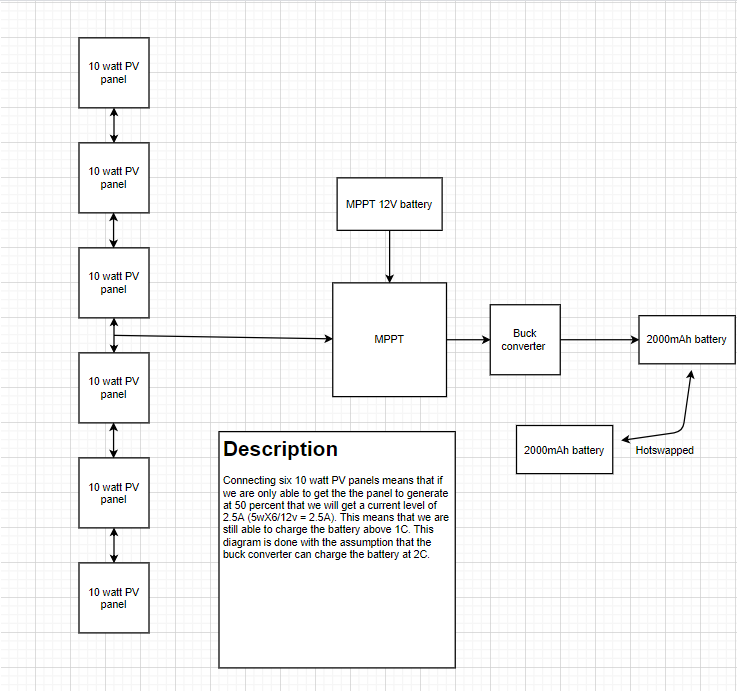 10 watt PV
panel
10 watt PV
panel
10 watt PV
panel
10 watt PV
panel
10 watt PV
panel
10 watt PV
panel
MPPT 12V battery
MPPT
Buck
converter
2000mAh battery
2000mAh battery
Hotswapped
Description
Connecting six 10 watt PV panels means that if
we are only able to get the the panel to generate
at 50 percent that we will get a current level of
2.5A (5wX6/12v = 2.5A). This means that we are
still able to charge the battery above 1C. This
diagram is done with the assumption that the
buck converter can charge the battery at 2C.